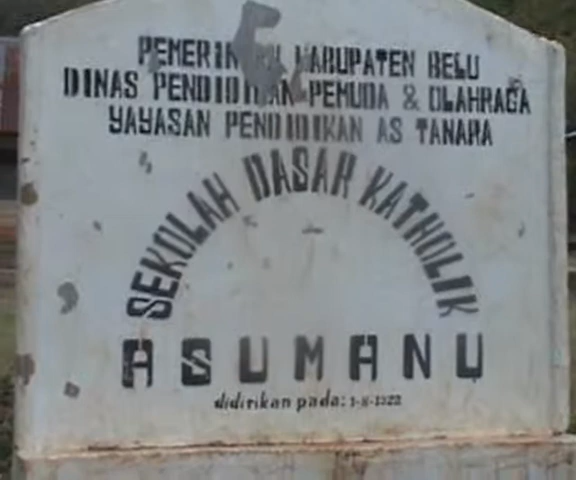 KABUPATEN BELU
DINAS PENDIDIKAN PEMUDA & OLAHRAGA
YAYASAN PENDIDIKAN AS TANARA
SEKOLAH DASAR KATHOLIK
ASUMANU
didirikan pada: